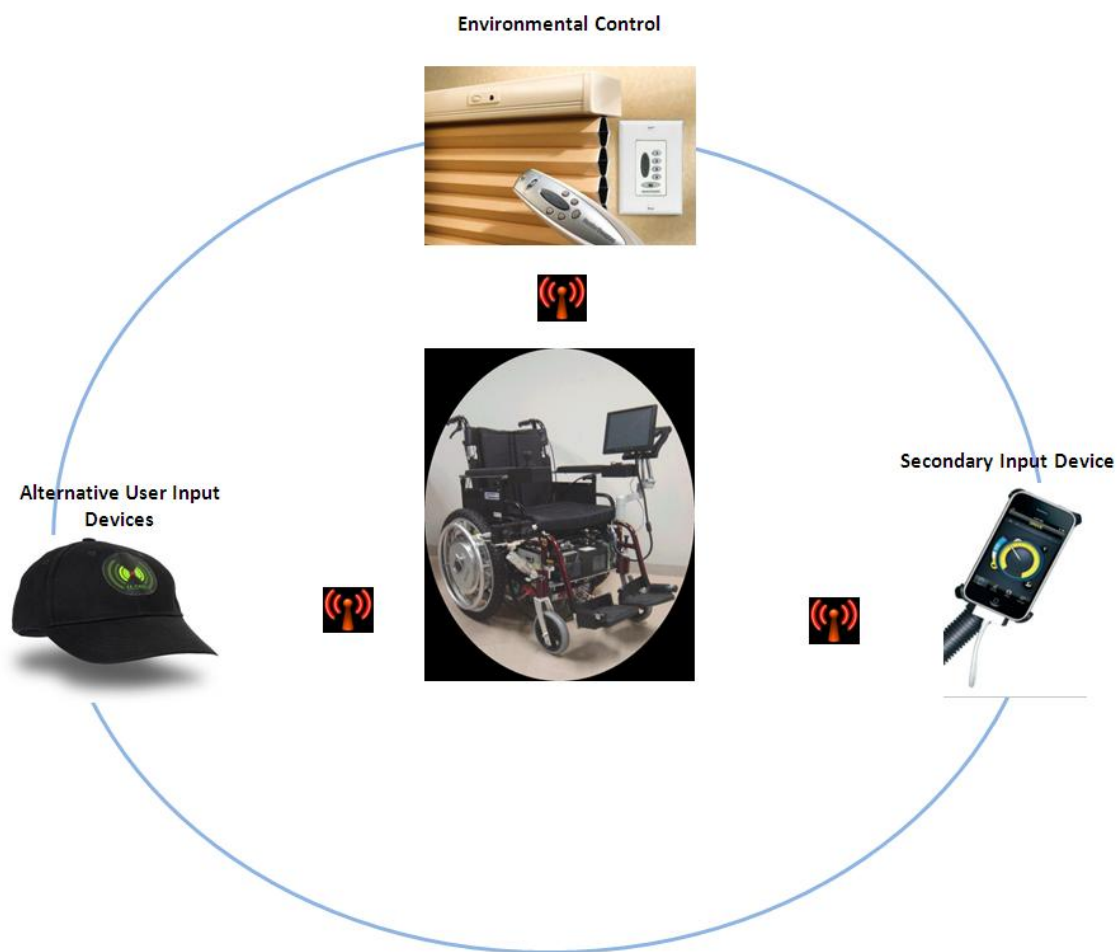 Environmental Control
Secondary Input Device
Alternative User Input
Devices